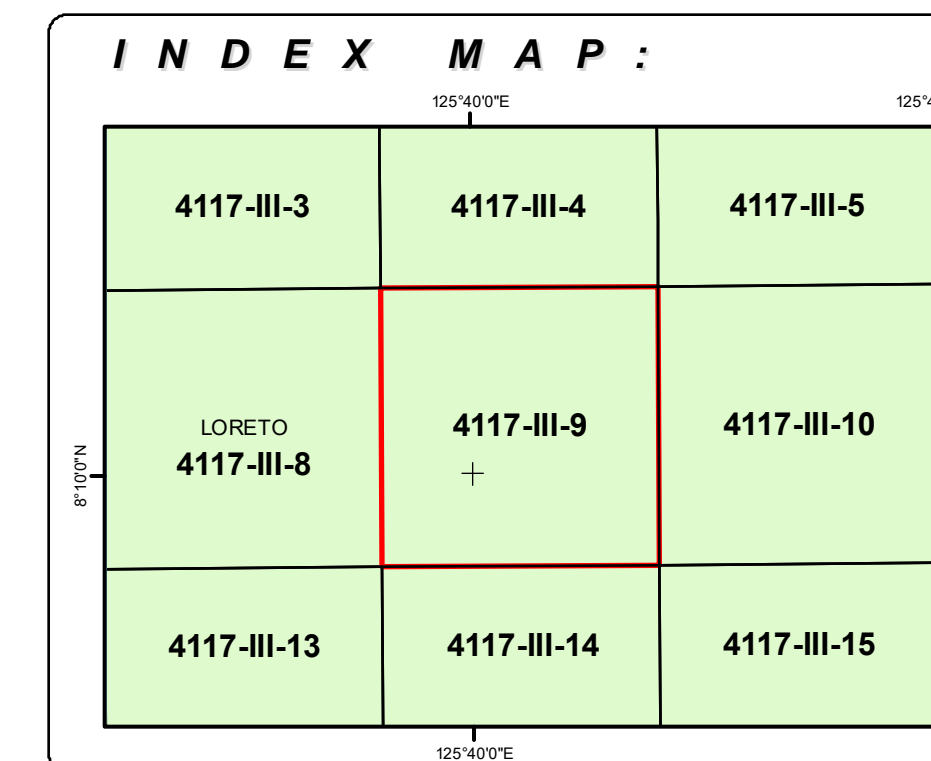 INDEX MAP:
125°40'0"E
4117-III-3
4117-III-4
4117-III-5
LORETO
4117-III-8
4117-III-9
4117-III-10
8°10'0"N
4117-III-13
4117-III-14
4117-III-15
125°40'0"E